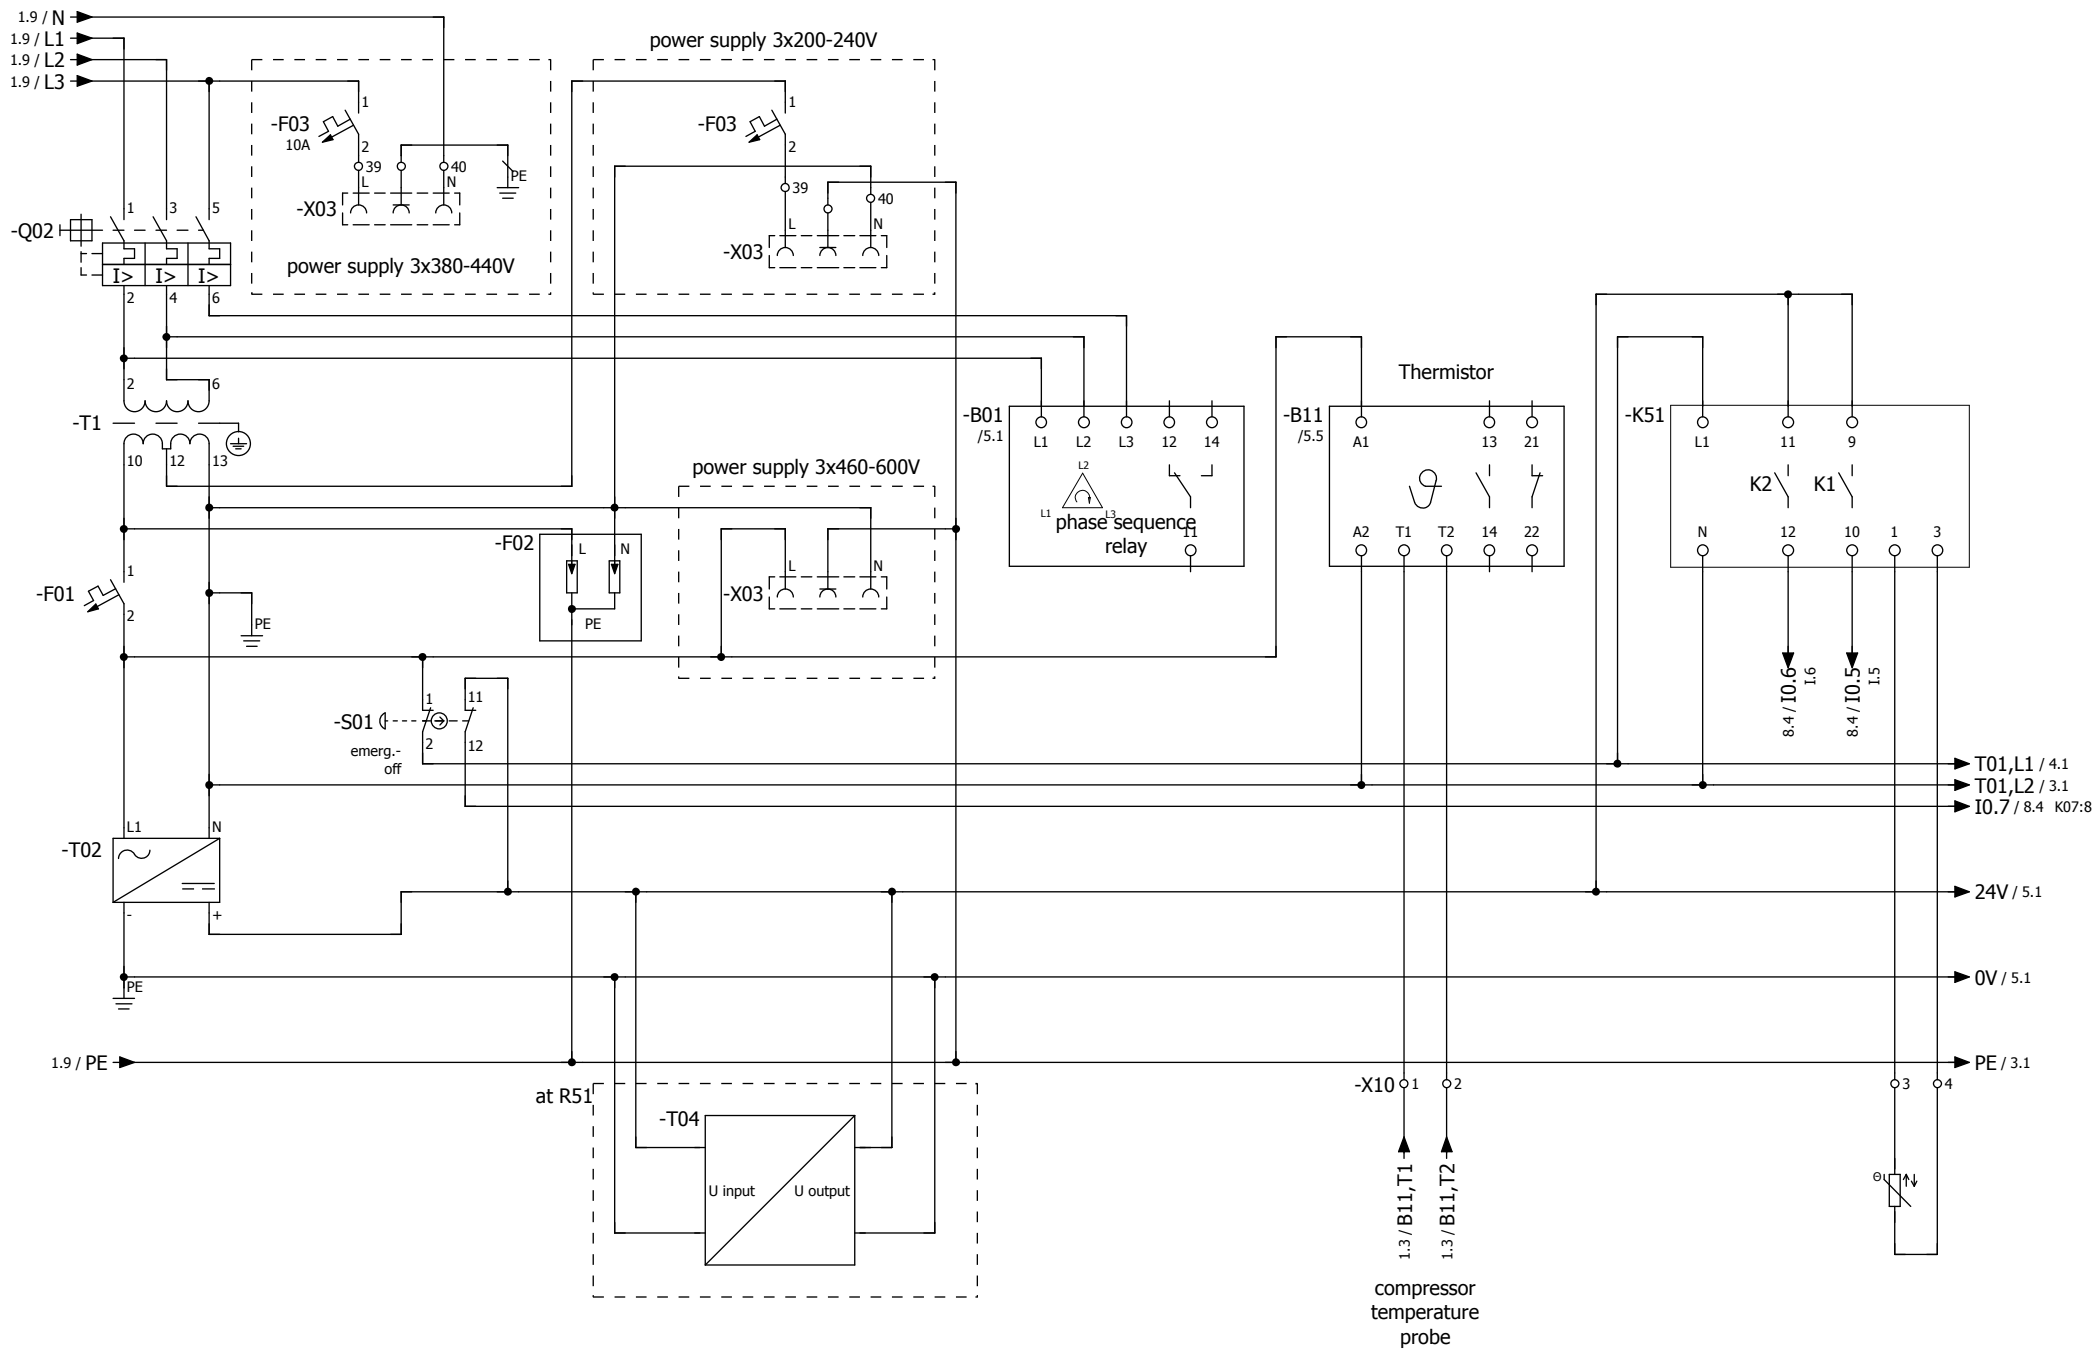 1.9 / N
1.9 / L1
1.9 / L2
1.9 / L3
power supply 3x200-240V
1
-F03
10A
2
39
40
L
N
PE
-X03
power supply 3x380-440V
1
-F03
2
39
40
L
N
-X03
1
3
5
-Q02
I>
I>
I>
2
4
6
2
6
-T1
10
12
13
power supply 3x460-600V
-F02
L
N
PE
L
N
-X03
1
-F01
2
PE
-B01
/5.1
L1
L2
L3
12
14
L2
L1
L3
phase sequence
relay
11
Thermistor
-B11
/5.5
A1
13
21
A2
T1
T2
14
22
-K51
L1
11
9
K2
K1
N
12
10
1
3
8.4 / I0.6
I.6
8.4 / I0.5
I.5
1
11
-S01
2
12
emerg.-
off
T01,L1 / 4.1
T01,L2 / 3.1
I0.7 / 8.4 K07:8
L1
N
-T02
-
+
24V / 5.1
PE
0V / 5.1
1.9 / PE
PE / 3.1
at R51
-T04
U input
U output
-X10
1
2
3
4
1.3 / B11,T1
1.3 / B11,T2
Θ
compressor
temperature
probe